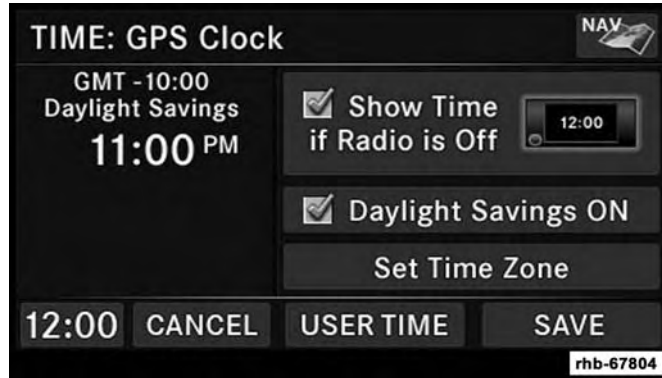 TIME: GPS Clock
NAV
GMT -10:00
Daylight Savings
11:00 PM
Show Time
if Radio is Off
12:00
Daylight Savings ON
Set Time Zone
12:00
CANCEL
USER TIME
SAVE
rhb-67804